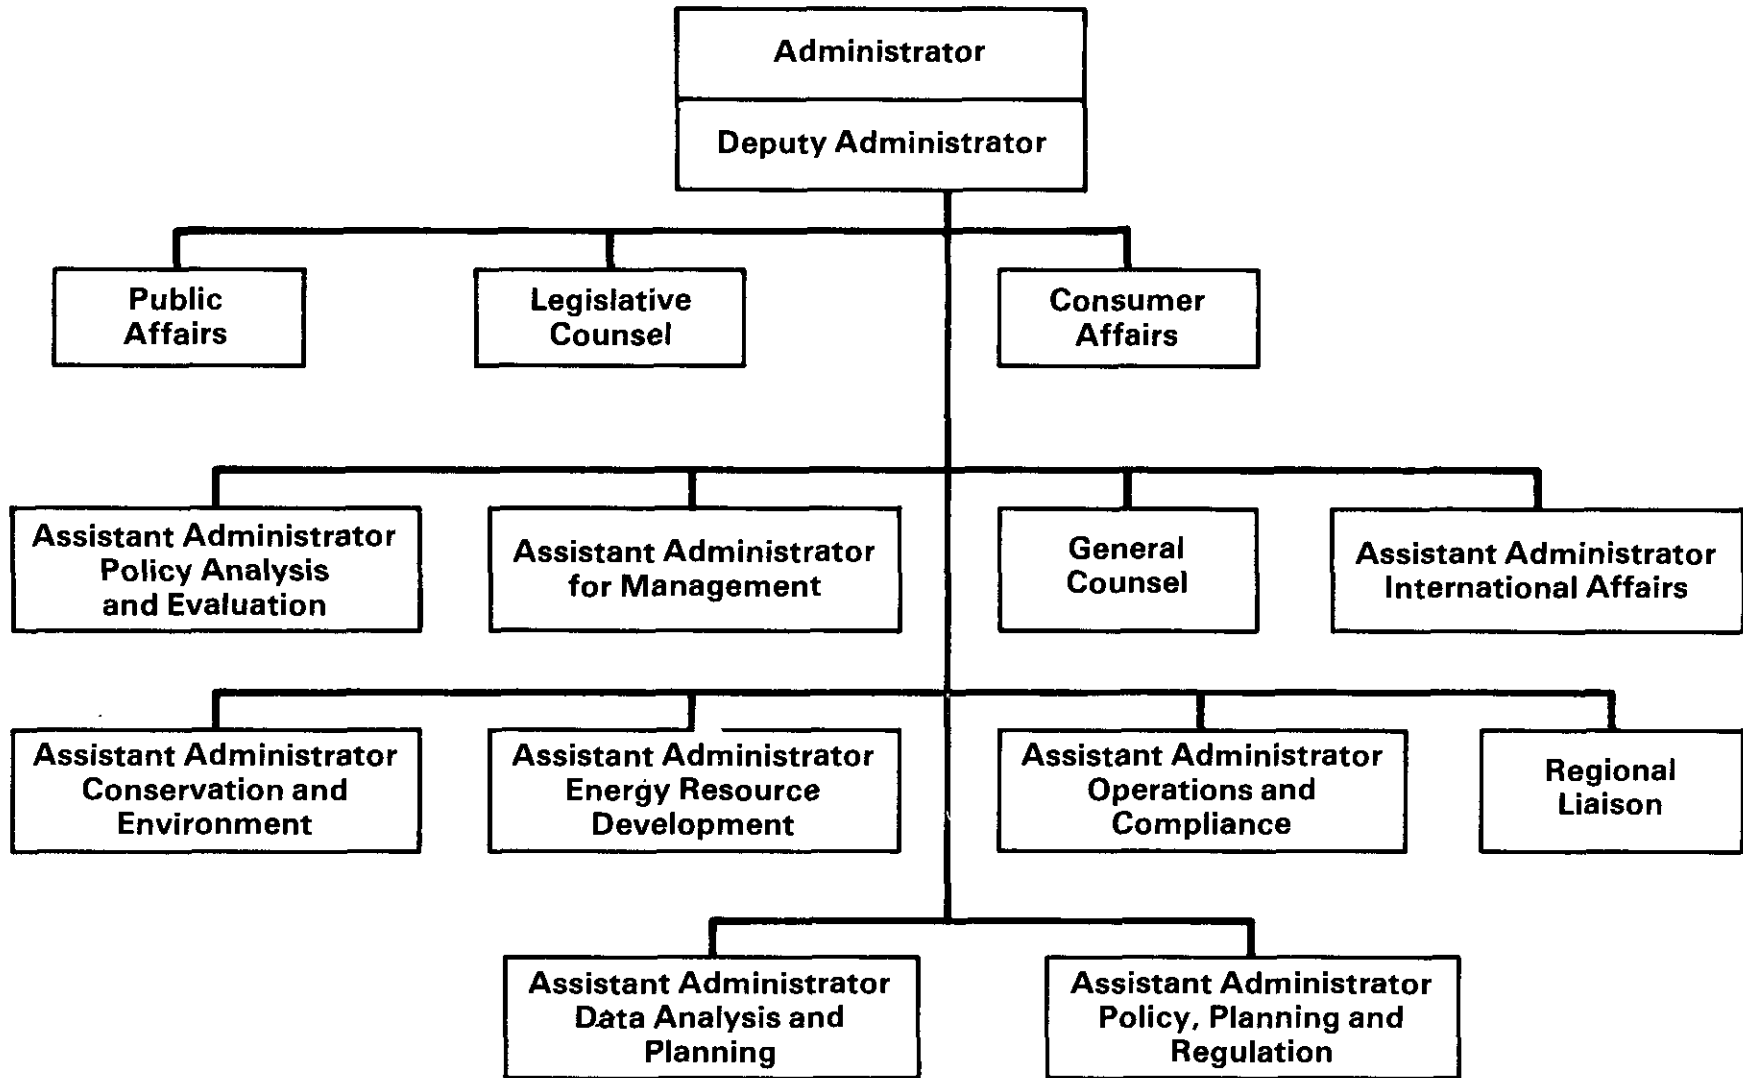 Administrator
Deputy Administrator
Public
Affairs
Legislative
Counsel
Consumer
Affairs
Assistant Administrator
Policy Analysis
and Evaluation
Assistant Administrator
for Management
General
Counsel
Assistant Administrator
International Affairs
Assistant Administrator
Conservation and
Environment
Assistant Administrator
Energy Resource
Development
Assistant Administrator
Operations and
Compliance
Regional
Liaison
Assistant Administrator
Data Analysis and
Planning
Assistant Administrator
Policy, Planning and
Regulation